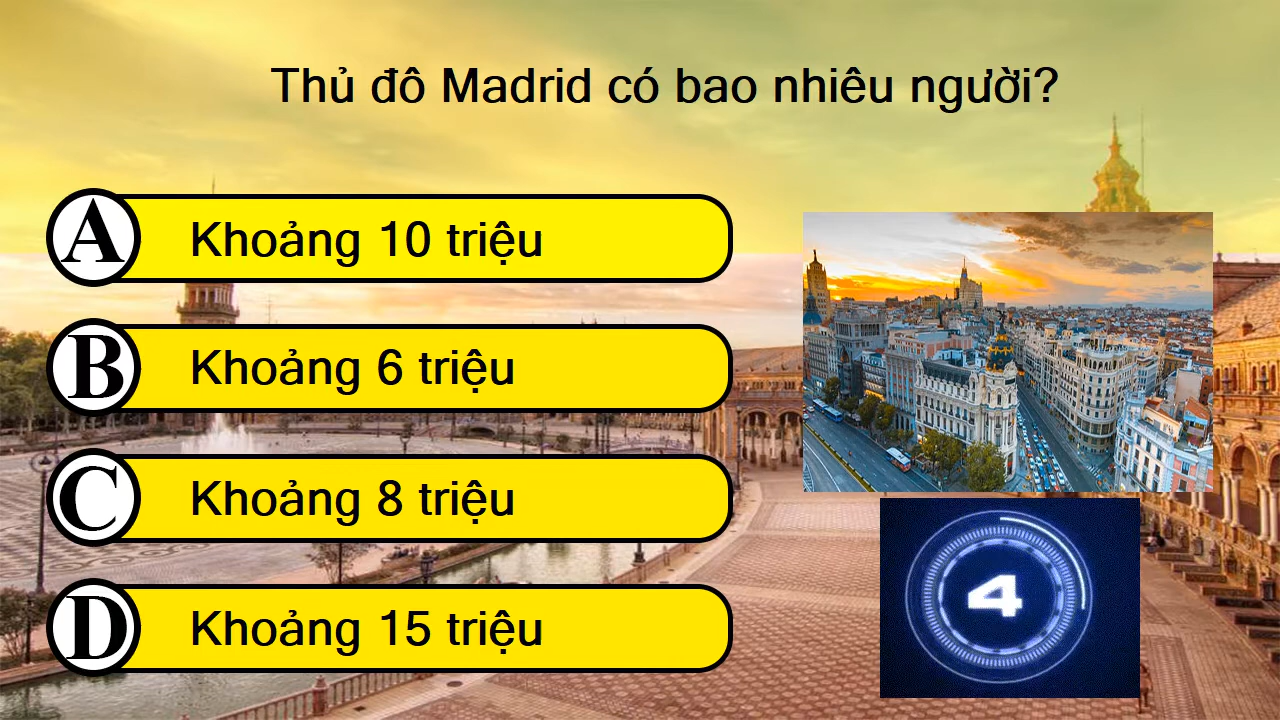 Thủ đô Madrid có bao nhiêu người?
A Khoảng 10 triệu
B Khoảng 6 triệu
C Khoảng 8 triệu
D Khoảng 15 triệu
4